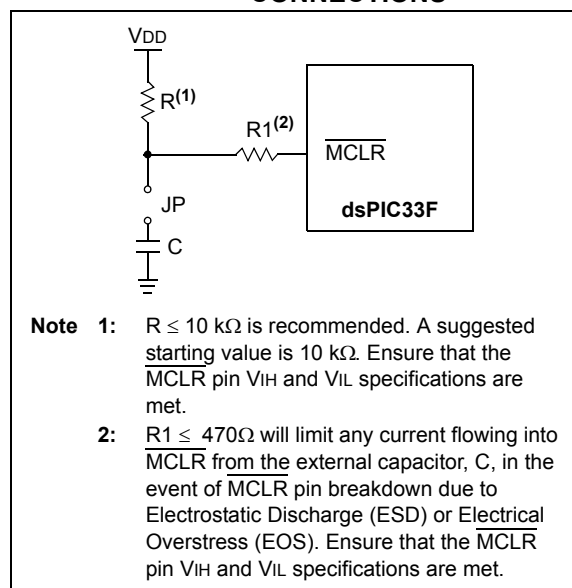 CONNECTIONS
VDD
R(1)
R1(2)
MCLR
JP
dsPIC33F
C
Note 1: R ≤ 10 kΩ is recommended. A suggested
starting value is 10 kΩ. Ensure that the
MCLR pin VIH and VIL specifications are
met.
2: R1 ≤ 470Ω will limit any current flowing into
MCLR from the external capacitor, C, in the
event of MCLR pin breakdown due to
Electrostatic Discharge (ESD) or Electrical
Overstress (EOS). Ensure that the MCLR
pin VIH and VIL specifications are met.